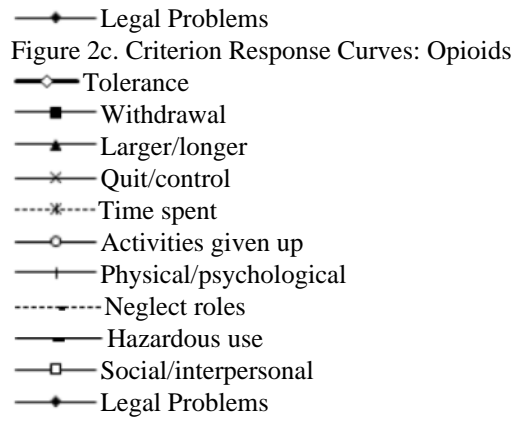 Legal Problems
Figure 2c. Criterion Response Curves: Opioids
Tolerance
Withdrawal
Larger/longer
Quit/control
Time spent
Activities given up
Physical/psychological
Neglect roles
Hazardous use
Social/interpersonal
Legal Problems